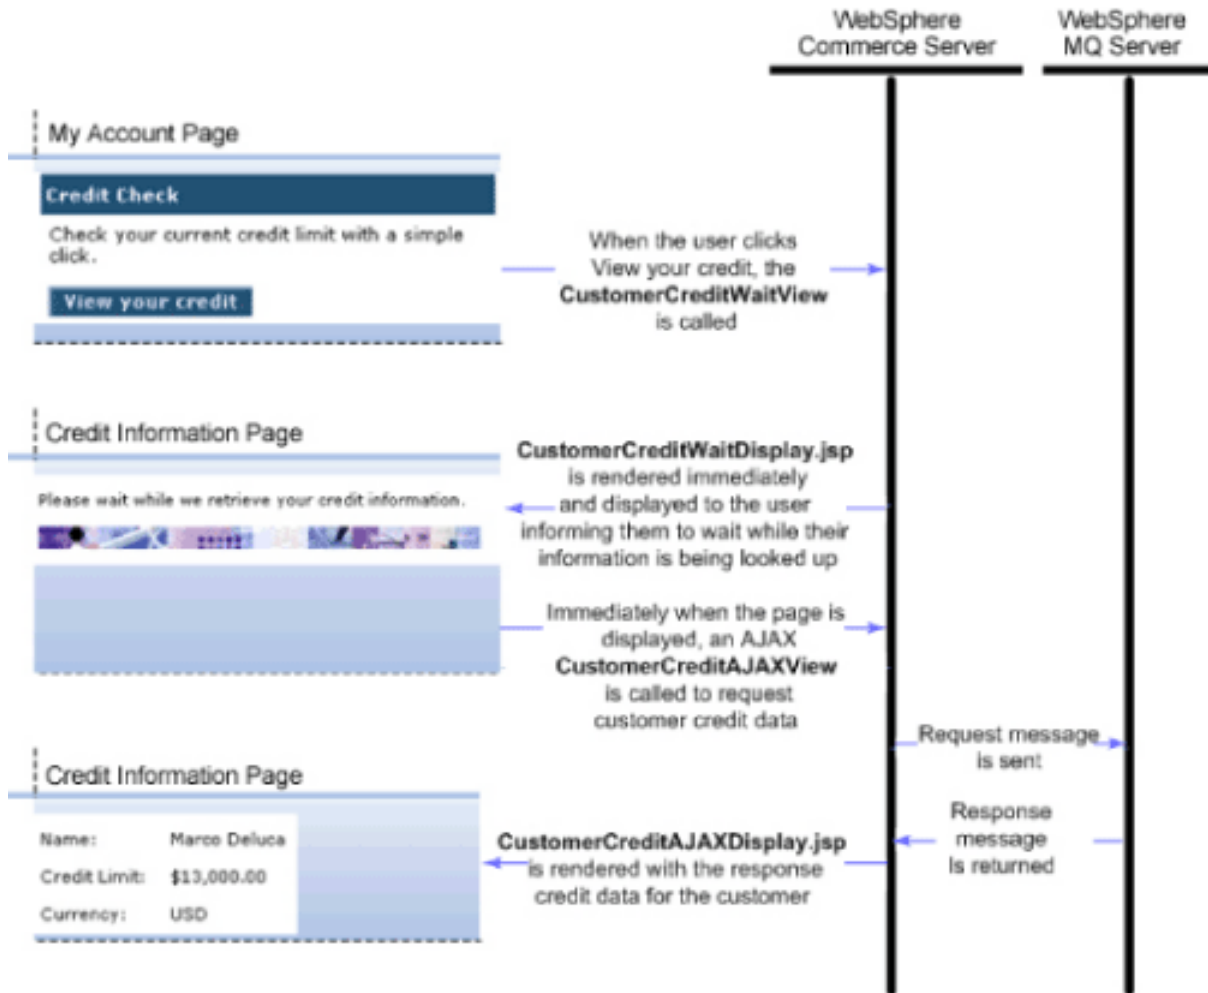 WebSphere
Commerce Server
WebSphere
MQ Server
My Account Page
Credit Check
Check your current credit limit with a simple
click.
View your credit
When the user clicks
View your credit, the
CustomerCreditWaitView
is called
Credit Information Page
Please wait while we retrieve your credit information.
CustomerCreditWaitDisplay.jsp
is rendered immediately
and displayed to the user
informing them to wait while their
information is being looked up
Immediately when the page is
displayed, an AJAX
CustomerCreditAJAXView
is called to request
customer credit data
Request message
is sent
Response
message
Is returned
Credit Information Page
Name: Marco Deluca
Credit Limit: $13,000.00
Currency: USD
CustomerCreditAJAXDisplay.jsp
is rendered with the response
credit data for the customer